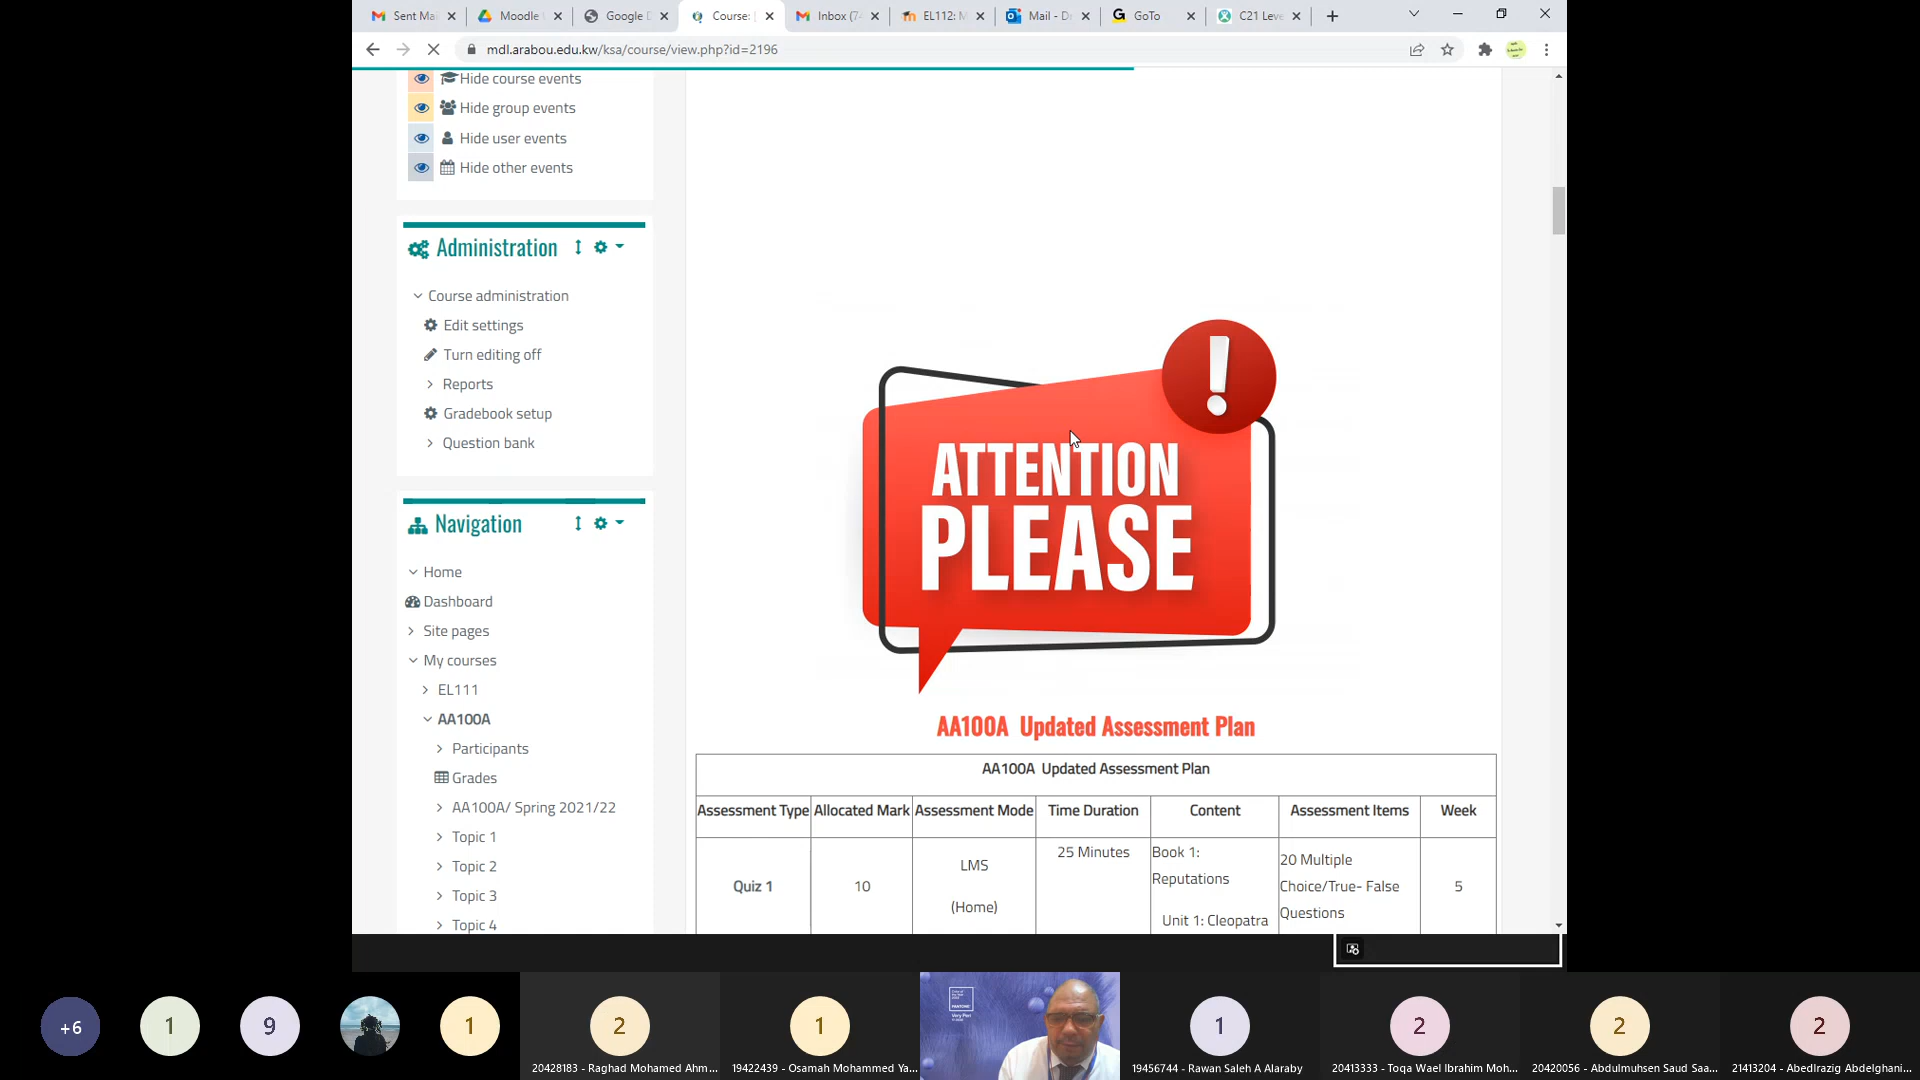 Sent Ma
Moodle
Google D
Course:
Inbox (7
EL112: M
Mail - D
GoTo
C21 Leve
mdl.arabou.edu.kw/ksa/course/view.php?id=2196
Hide course events
Hide group events
Hide user events
Hide other events
Administration
Course administration
Edit settings
Turn editing off
Reports
Gradebook setup
Question bank
Navigation
Home
Dashboard
Site pages
My courses
EL111
AA100A
Participants
Grades
AA100A/ Spring 2021/22
Topic 1
Topic 2
Topic 3
Topic 4
!
ATTENTION
PLEASE
AA100A Updated Assessment Plan
AA100A Updated Assessment Plan
Assessment Type Allocated Mark Assessment Mode Time Duration Content Assessment Items Week
Quiz 1
10
LMS
(Home)
25 Minutes
Book 1:
Reputations
Unit 1: Cleopatra
20 Multiple
Choice/True- False
Questions
5
+6
1
9
1
2
1
1
2
2
2
20428183 - Raghad Mohamed Ahm...
19422439 - Osamah Mohammed Ya...
19456744 - Rawan Saleh A Alaraby
20413333 - Toqa Wael Ibrahim Moh...
20420056 - Abdulmuhsen Saud Saa...
21413204 - Abedlrazig Abdelghani...